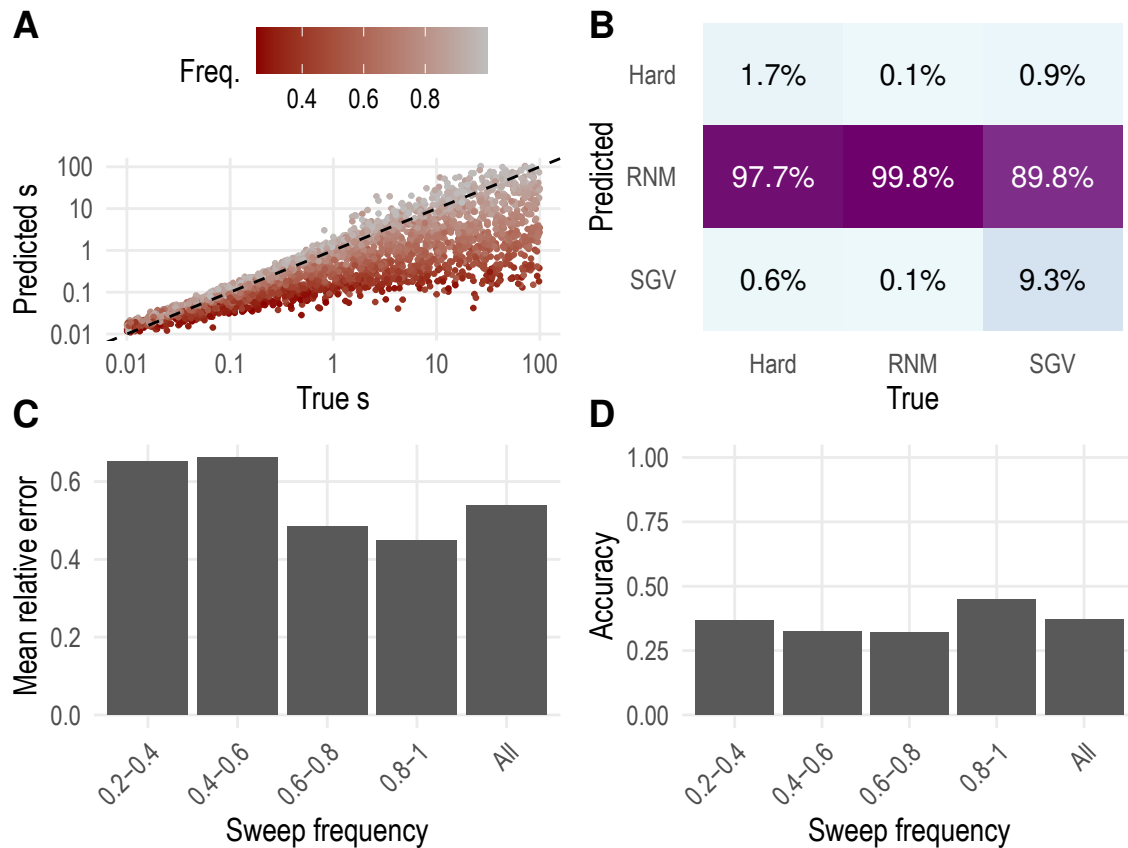 A
Freq.
0.4 0.6 0.8
Predicted s
100
10
1
0.1
0.01
0.01 0.1 1 10 100
True s
B
Predicted
Hard 1.7% 0.1% 0.9%
RNM 97.7% 99.8% 89.8%
SGV 0.6% 0.1% 9.3%
Hard RNM SGV
True
C
Mean relative error
0.6
0.4
0.2
0.0
0.2−0.4 0.4−0.6 0.6−0.8 0.8−1 All
Sweep frequency
D
Accuracy
1.00
0.75
0.50
0.25
0.00
0.2−0.4 0.4−0.6 0.6−0.8 0.8−1 All
Sweep frequency